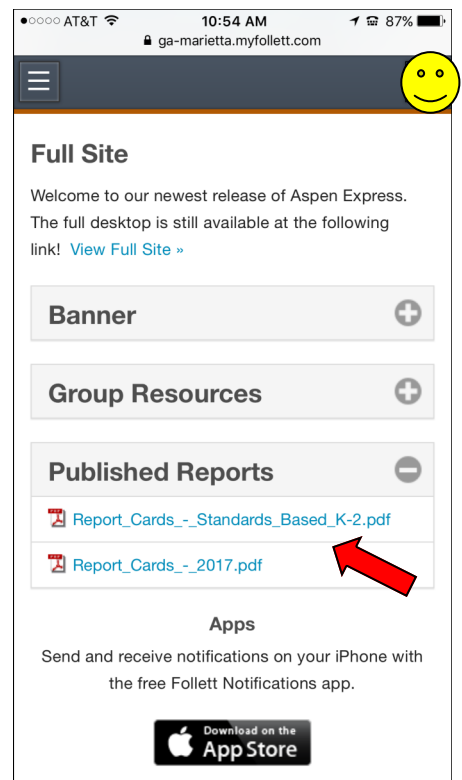 AT&T 10:54 AM 87%
ga-marietta.myfollett.com
Full Site
Welcome to our newest release of Aspen Express.
The full desktop is still available at the following
link! View Full Site »
Banner
Group Resources
Published Reports
PDF Report_Cards_-_Standards_Based_K-2.pdf
PDF Report_Cards_-_2017.pdf
Apps
Send and receive notifications on your iPhone with
the free Follett Notifications app.
Download on the
App Store